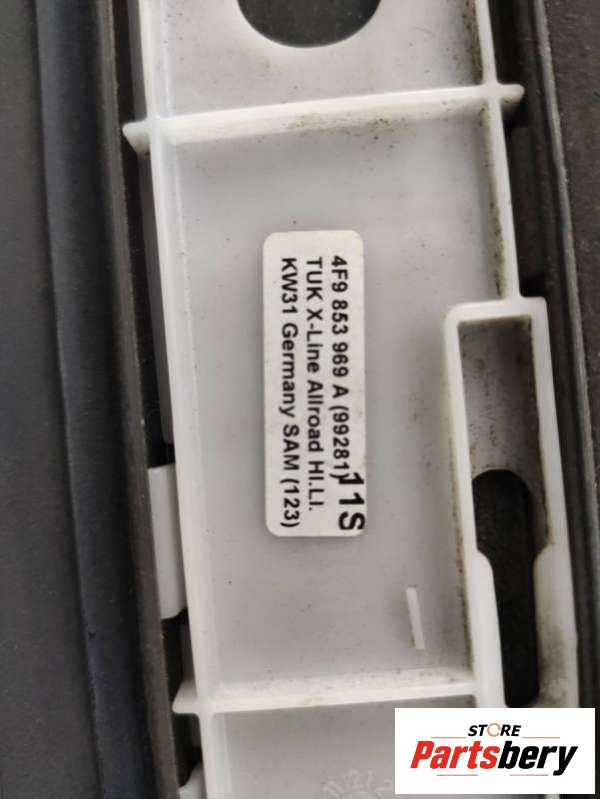 4F9 853 969 A (99281)
TUK X-Line Allroad HI.LI.
KW31 Germany SAM (123)
11S
STORE
Partsbery